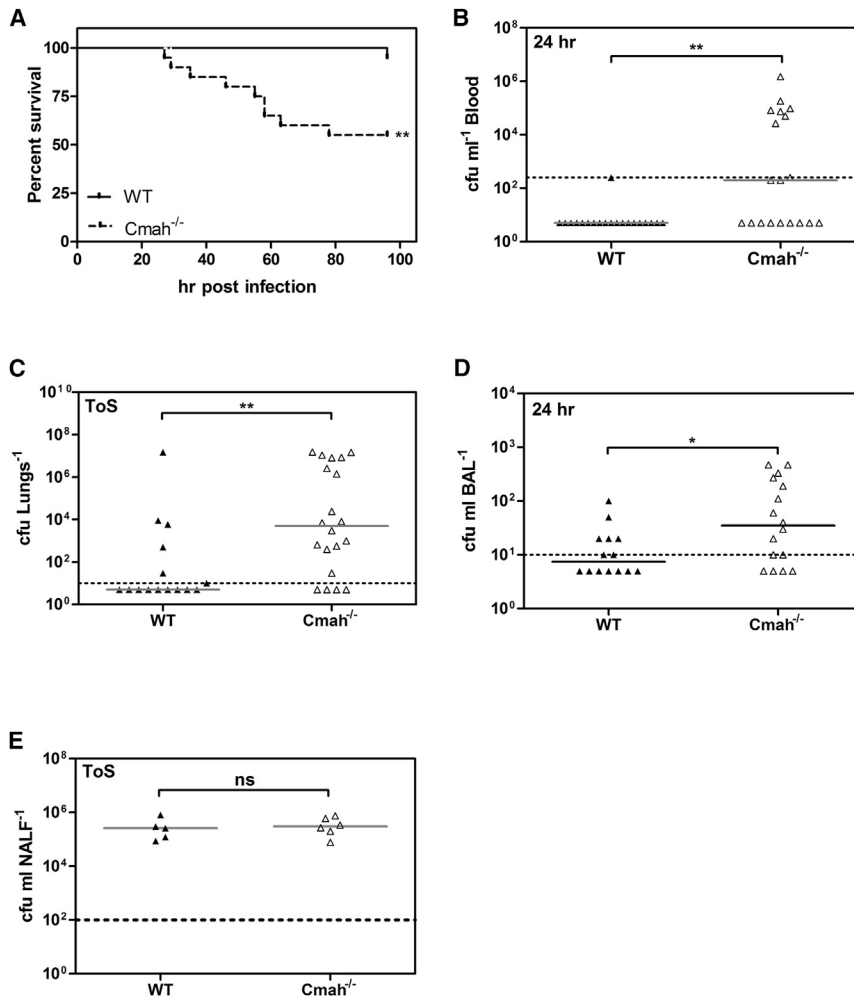 A
Percent survival
100
75
50
25
0
**
WT
Cmah-/-
0 20 40 60 80 100
hr post infection
B
24 hr
**
cfu ml-1 Blood
10^8
10^6
10^4
10^2
10^0
WT Cmah-/-
C
ToS
**
cfu Lungs-1
10^10
10^8
10^6
10^4
10^2
10^0
WT Cmah-/-
D
24 hr
*
cfu ml BAL-1
10^4
10^3
10^2
10^1
10^0
WT Cmah-/-
E
ToS
ns
cfu ml NALF-1
10^8
10^6
10^4
10^2
10^0
WT Cmah-/-